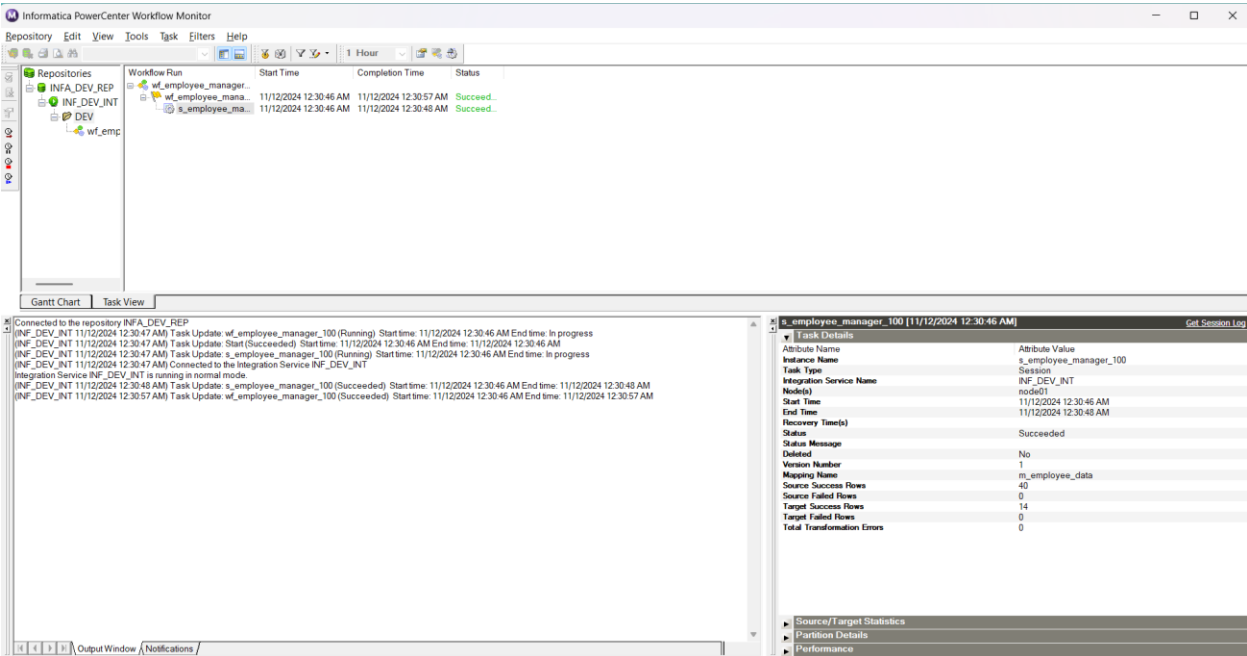 Informatica PowerCenter Workflow Monitor
Repository Edit View Tools Task Filters Help
1 Hour
Repositories
INFA_DEV_REP
INF_DEV_INT
DEV
wf_emp
Workflow Run Start Time Completion Time Status
wf_employee_manager...
wf_employee_mana... 11/12/2024 12:30:46 AM 11/12/2024 12:30:57 AM Succeed...
s_employee_ma... 11/12/2024 12:30:46 AM 11/12/2024 12:30:48 AM Succeed...
Gantt Chart Task View
Connected to the repository INFA_DEV_REP
(INF_DEV_INT 11/12/2024 12:30:47 AM) Task Update: wf_employee_manager_100 (Running) Start time: 11/12/2024 12:30:46 AM End time: In progress
(INF_DEV_INT 11/12/2024 12:30:47 AM) Task Update: Start (Succeeded) Start time: 11/12/2024 12:30:46 AM End time: 11/12/2024 12:30:46 AM
(INF_DEV_INT 11/12/2024 12:30:47 AM) Task Update: s_employee_manager_100 (Running) Start time: 11/12/2024 12:30:46 AM End time: In progress
(INF_DEV_INT 11/12/2024 12:30:47 AM) Connected to the Integration Service INF_DEV_INT
Integration Service INF_DEV_INT is running in normal mode.
(INF_DEV_INT 11/12/2024 12:30:48 AM) Task Update: s_employee_manager_100 (Succeeded) Start time: 11/12/2024 12:30:46 AM End time: 11/12/2024 12:30:48 AM
(INF_DEV_INT 11/12/2024 12:30:57 AM) Task Update: wf_employee_manager_100 (Succeeded) Start time: 11/12/2024 12:30:46 AM End time: 11/12/2024 12:30:57 AM
Output Window Notifications
s_employee_manager_100 [11/12/2024 12:30:46 AM] Get Session Log
Task Details
Attribute Name Attribute Value
Instance Name s_employee_manager_100
Task Type Session
Integration Service Name INF_DEV_INT
Node(s) node01
Start Time 11/12/2024 12:30:46 AM
End Time 11/12/2024 12:30:48 AM
Recovery Time(s)
Status Succeeded
Status Message
Deleted No
Version Number 1
Mapping Name m_employee_data
Source Success Rows 40
Source Failed Rows 0
Target Success Rows 14
Target Failed Rows 0
Total Transformation Errors 0
Source/Target Statistics
Partition Details
Performance